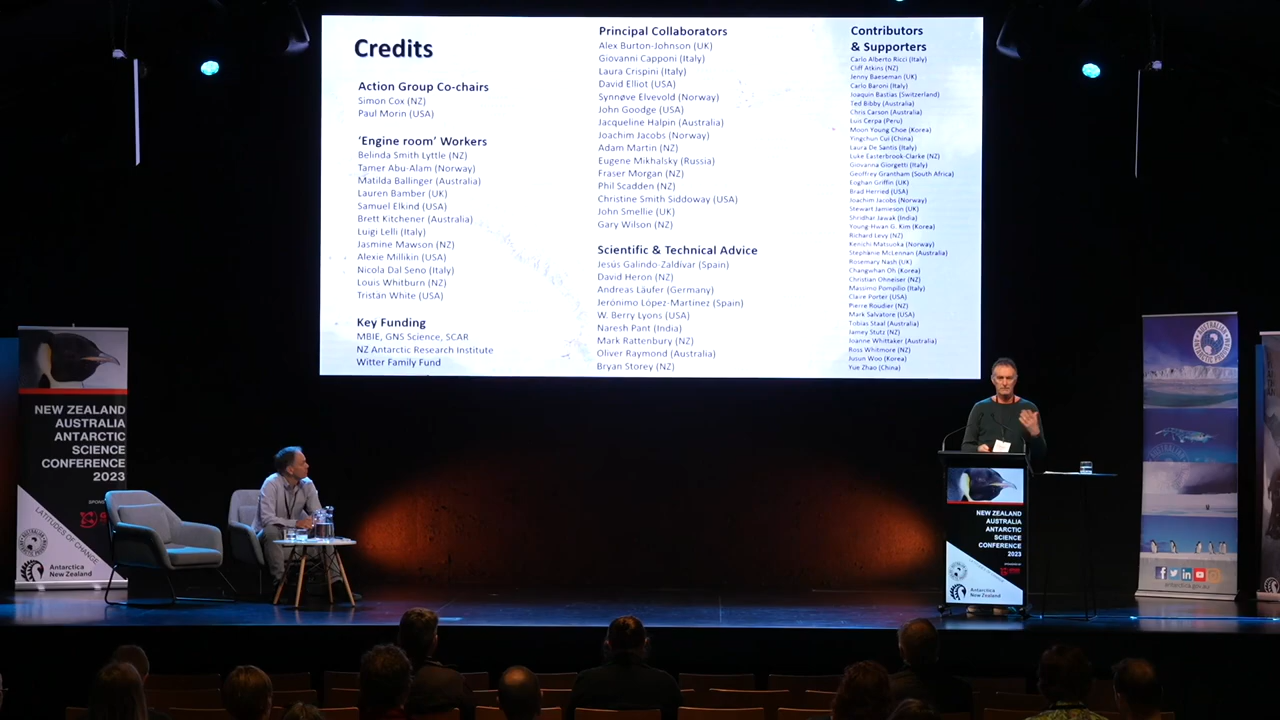 Credits
Action Group Co-chairs
Simon Cox (NZ)
Paul Morin (USA)
‘Engine room’ Workers
Belinda Smith Lyttle (NZ)
Tamer Abu-Alam (Norway)
Matilda Ballinger (Australia)
Lauren Bamber (UK)
Samuel Elkind (USA)
Brett Kitchener (Australia)
Luigi Lelli (Italy)
Jasmine Mawson (NZ)
Alexie Millikin (USA)
Nicola Dal Seno (Italy)
Louis Whitburn (NZ)
Tristan White (USA)
Key Funding
MBIE, GNS Science, SCAR
NZ Antarctic Research Institute
Witter Family Fund
Principal Collaborators
Alex Burton-Johnson (UK)
Giovanni Capponi (Italy)
Laura Crispini (Italy)
David Elliot (USA)
Synnøve Elvevold (Norway)
John Goodge (USA)
Jacqueline Halpin (Australia)
Joachim Jacobs (Norway)
Adam Martin (NZ)
Eugene Mikhalsky (Russia)
Fraser Morgan (NZ)
Phil Scadden (NZ)
Christine Smith Siddoway (USA)
John Smellie (UK)
Gary Wilson (NZ)
Scientific & Technical Advice
Jesús Galindo-Zaldívar (Spain)
David Heron (NZ)
Andreas Läufer (Germany)
Jerónimo López-Martínez (Spain)
W. Berry Lyons (USA)
Naresh Pant (India)
Mark Rattenbury (NZ)
Oliver Raymond (Australia)
Bryan Storey (NZ)
Contributors
& Supporters
Carlo Alberto Ricci (Italy)
Cliff Atkins (NZ)
Jenny Baeseman (UK)
Carlo Baroni (Italy)
Joaquin Bastias (Switzerland)
Ted Bibby (Australia)
Chris Carson (Australia)
Luis Cerpa (Peru)
Moon Young Choe (Korea)
Yingchun Cui (China)
Laura De Santis (Italy)
Luke Easterbrook-Clarke (NZ)
Giovanna Giorgetti (Italy)
Geoffrey Grantham (South Africa)
Eoghan Griffin (UK)
Brad Herried (USA)
Joachim Jacobs (Norway)
Stewart Jamieson (UK)
Shridhar Jawak (India)
Young Hwan G. Kim (Korea)
Richard Levy (NZ)
Kenichi Matsuoka (Norway)
Stephanie McLennan (Australia)
Rosemary Nash (UK)
Changwhan Oh (Korea)
Christian Ohneiser (NZ)
Massimo Pompilio (Italy)
Claire Porter (USA)
Pierre Roudier (NZ)
Mark Salvatore (USA)
Tobias Staal (Australia)
Jamey Stutz (NZ)
Joanne Whittaker (Australia)
Ross Whitmore (NZ)
Jusun Woo (Korea)
Yue Zhao (China)
NEW ZEALAND
AUSTRALIA
ANTARCTIC
SCIENCE
CONFERENCE
2023
LATITUDES OF CHANGE
Antarctica
New Zealand
NEW ZEALAND
AUSTRALIA
ANTARCTIC
SCIENCE
CONFERENCE
2023
Antarctica
New Zealand
antarctica.gov.au